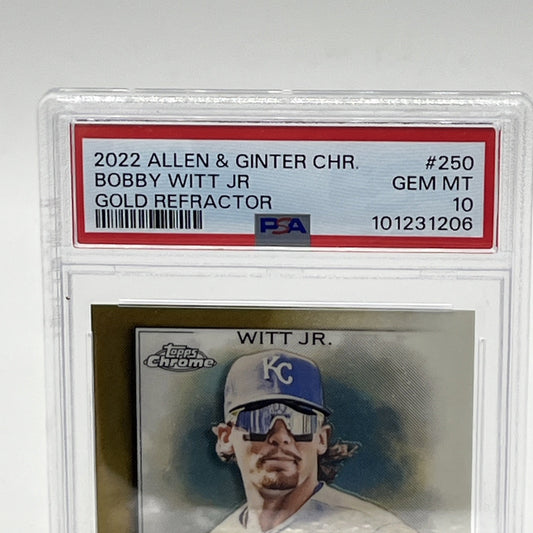 2022 ALLEN & GINTER CHR. #250
BOBBY WITT JR GEM MT
GOLD REFRACTOR 10
PSA 101231206
WITT JR.
Topps
Chrome
KC